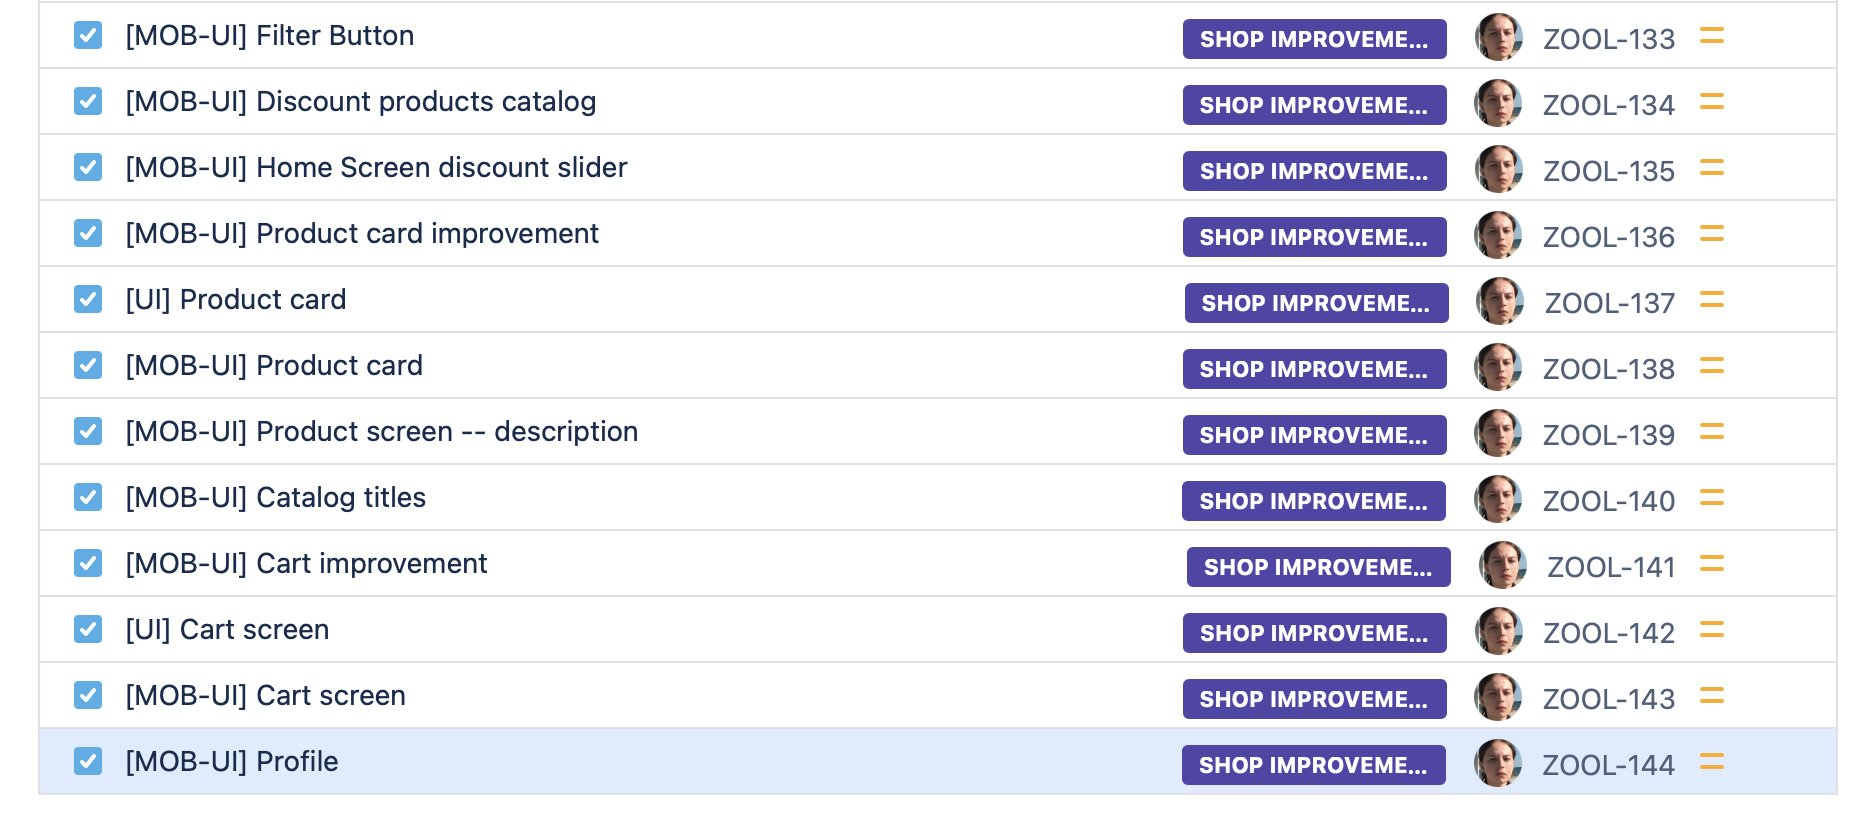 [MOB-UI] Filter Button SHOP IMPROVEME... ZOOL-133
[MOB-UI] Discount products catalog SHOP IMPROVEME... ZOOL-134
[MOB-UI] Home Screen discount slider SHOP IMPROVEME... ZOOL-135
[MOB-UI] Product card improvement SHOP IMPROVEME... ZOOL-136
[UI] Product card SHOP IMPROVEME... ZOOL-137
[MOB-UI] Product card SHOP IMPROVEME... ZOOL-138
[MOB-UI] Product screen -- description SHOP IMPROVEME... ZOOL-139
[MOB-UI] Catalog titles SHOP IMPROVEME... ZOOL-140
[MOB-UI] Cart improvement SHOP IMPROVEME... ZOOL-141
[UI] Cart screen SHOP IMPROVEME... ZOOL-142
[MOB-UI] Cart screen SHOP IMPROVEME... ZOOL-143
[MOB-UI] Profile SHOP IMPROVEME... ZOOL-144